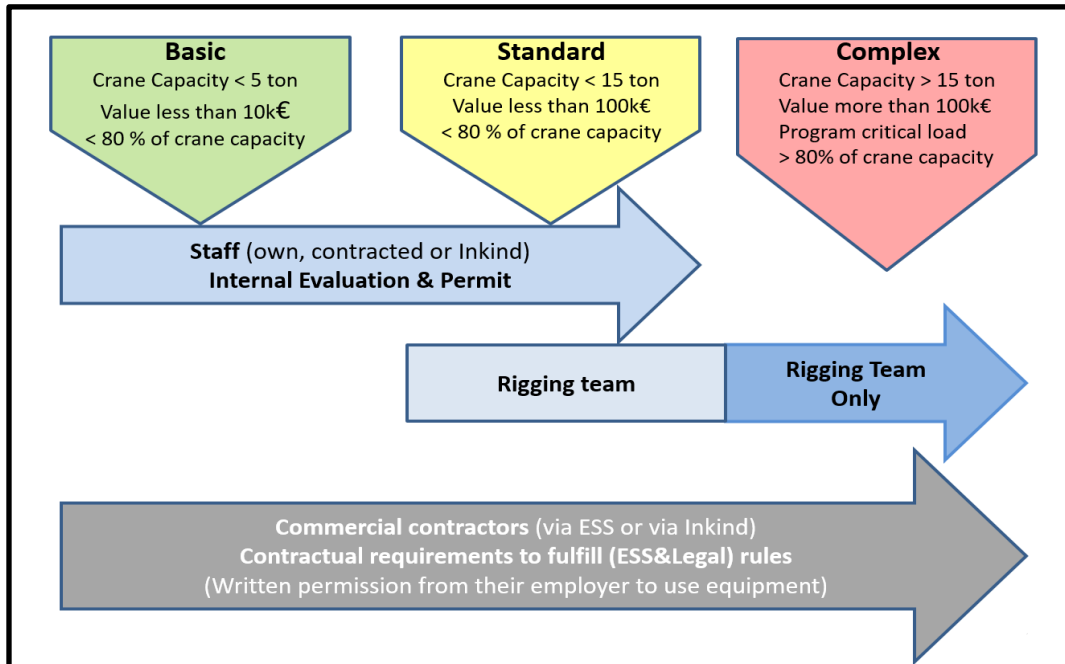 Basic
Crane Capacity < 5 ton
Value less than 10k€
< 80 % of crane capacity
Standard
Crane Capacity < 15 ton
Value less than 100k€
< 80 % of crane capacity
Complex
Crane Capacity > 15 ton
Value more than 100k€
Program critical load
> 80% of crane capacity
Staff (own, contracted or Inkind)
Internal Evaluation & Permit
Rigging team
Rigging Team
Only
Commercial contractors (via ESS or via Inkind)
Contractual requirements to fulfill (ESS&Legal) rules
(Written permission from their employer to use equipment)